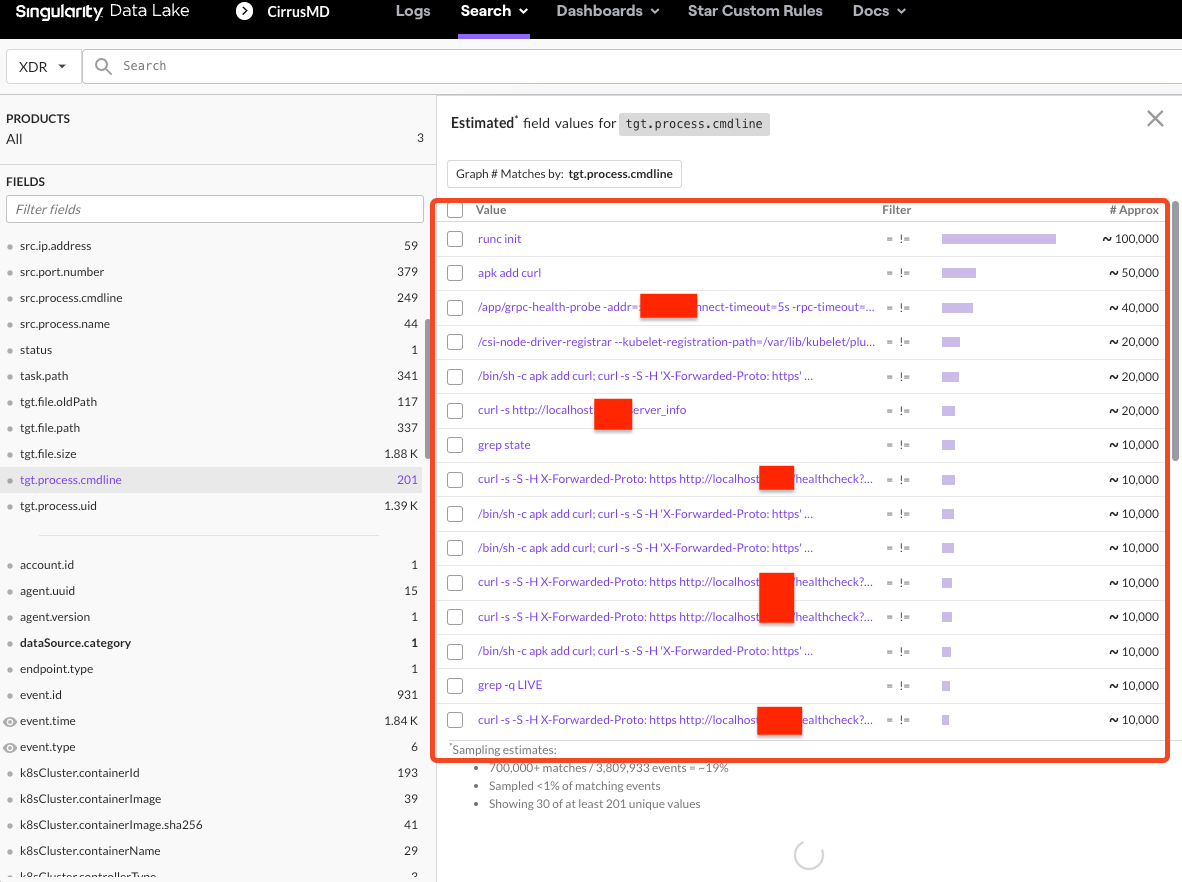 Singularity Data Lake CirrusMD Logs Search Dashboards Star Custom Rules Docs
XDR Search
PRODUCTS
All 3
FIELDS
Filter fields
src.ip.address 59
src.port.number 379
src.process.cmdline 249
src.process.name 44
status 1
task.path 341
tgt.file.oldPath 117
tgt.file.path 337
tgt.file.size 1.88 K
tgt.process.cmdline 201
tgt.process.uid 1.39 K
account.id 1
agent.uuid 15
agent.version 1
dataSource.category 1
endpoint.type 1
event.id 931
event.time 1.84 K
event.type 6
k8sCluster.containerId 193
k8sCluster.containerImage 39
k8sCluster.containerImage.sha256 41
k8sCluster.containerName 29
k8sCluster.controllerType 2
Estimated* field values for tgt.process.cmdline
Graph # Matches by: tgt.process.cmdline
Value Filter # Approx
runc init = != ~ 100,000
apk add curl = != ~ 50,000
/app/grpc-health-probe -addr= nnect-timeout=5s -rpc-timeout=... = != ~ 40,000
/csi-node-driver-registrar --kubelet-registration-path=/var/lib/kubelet/plu... = != ~ 20,000
/bin/sh -c apk add curl; curl -s -S -H 'X-Forwarded-Proto: https' ... = != ~ 20,000
curl -s http://localhost: erver_info = != ~ 20,000
grep state = != ~ 10,000
curl -s -S -H X-Forwarded-Proto: https http://localhost /healthcheck?... = != ~ 10,000
/bin/sh -c apk add curl; curl -s -S -H 'X-Forwarded-Proto: https' ... = != ~ 10,000
/bin/sh -c apk add curl; curl -s -S -H 'X-Forwarded-Proto: https' ... = != ~ 10,000
curl -s -S -H X-Forwarded-Proto: https http://localhost /healthcheck?... = != ~ 10,000
curl -s -S -H X-Forwarded-Proto: https http://localhost /healthcheck?... = != ~ 10,000
/bin/sh -c apk add curl; curl -s -S -H 'X-Forwarded-Proto: https' ... = != ~ 10,000
grep -q LIVE = != ~ 10,000
curl -s -S -H X-Forwarded-Proto: https http://localhost ealthcheck?... = != ~ 10,000
*Sampling estimates:
700,000+ matches / 3,809,933 events = ~19%
Sampled <1% of matching events
Showing 30 of at least 201 unique values